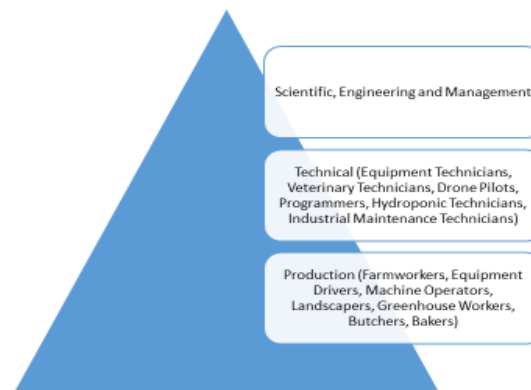 Scientific, Engineering and Management
Technical (Equipment Technicians,
Veterinary Technicians, Drone Pilots,
Programmers, Hydroponic Technicians,
Industrial Maintenance Technicians)
Production (Farmworkers, Equipment
Drivers, Machine Operators,
Landscapers, Greenhouse Workers,
Butchers, Bakers)